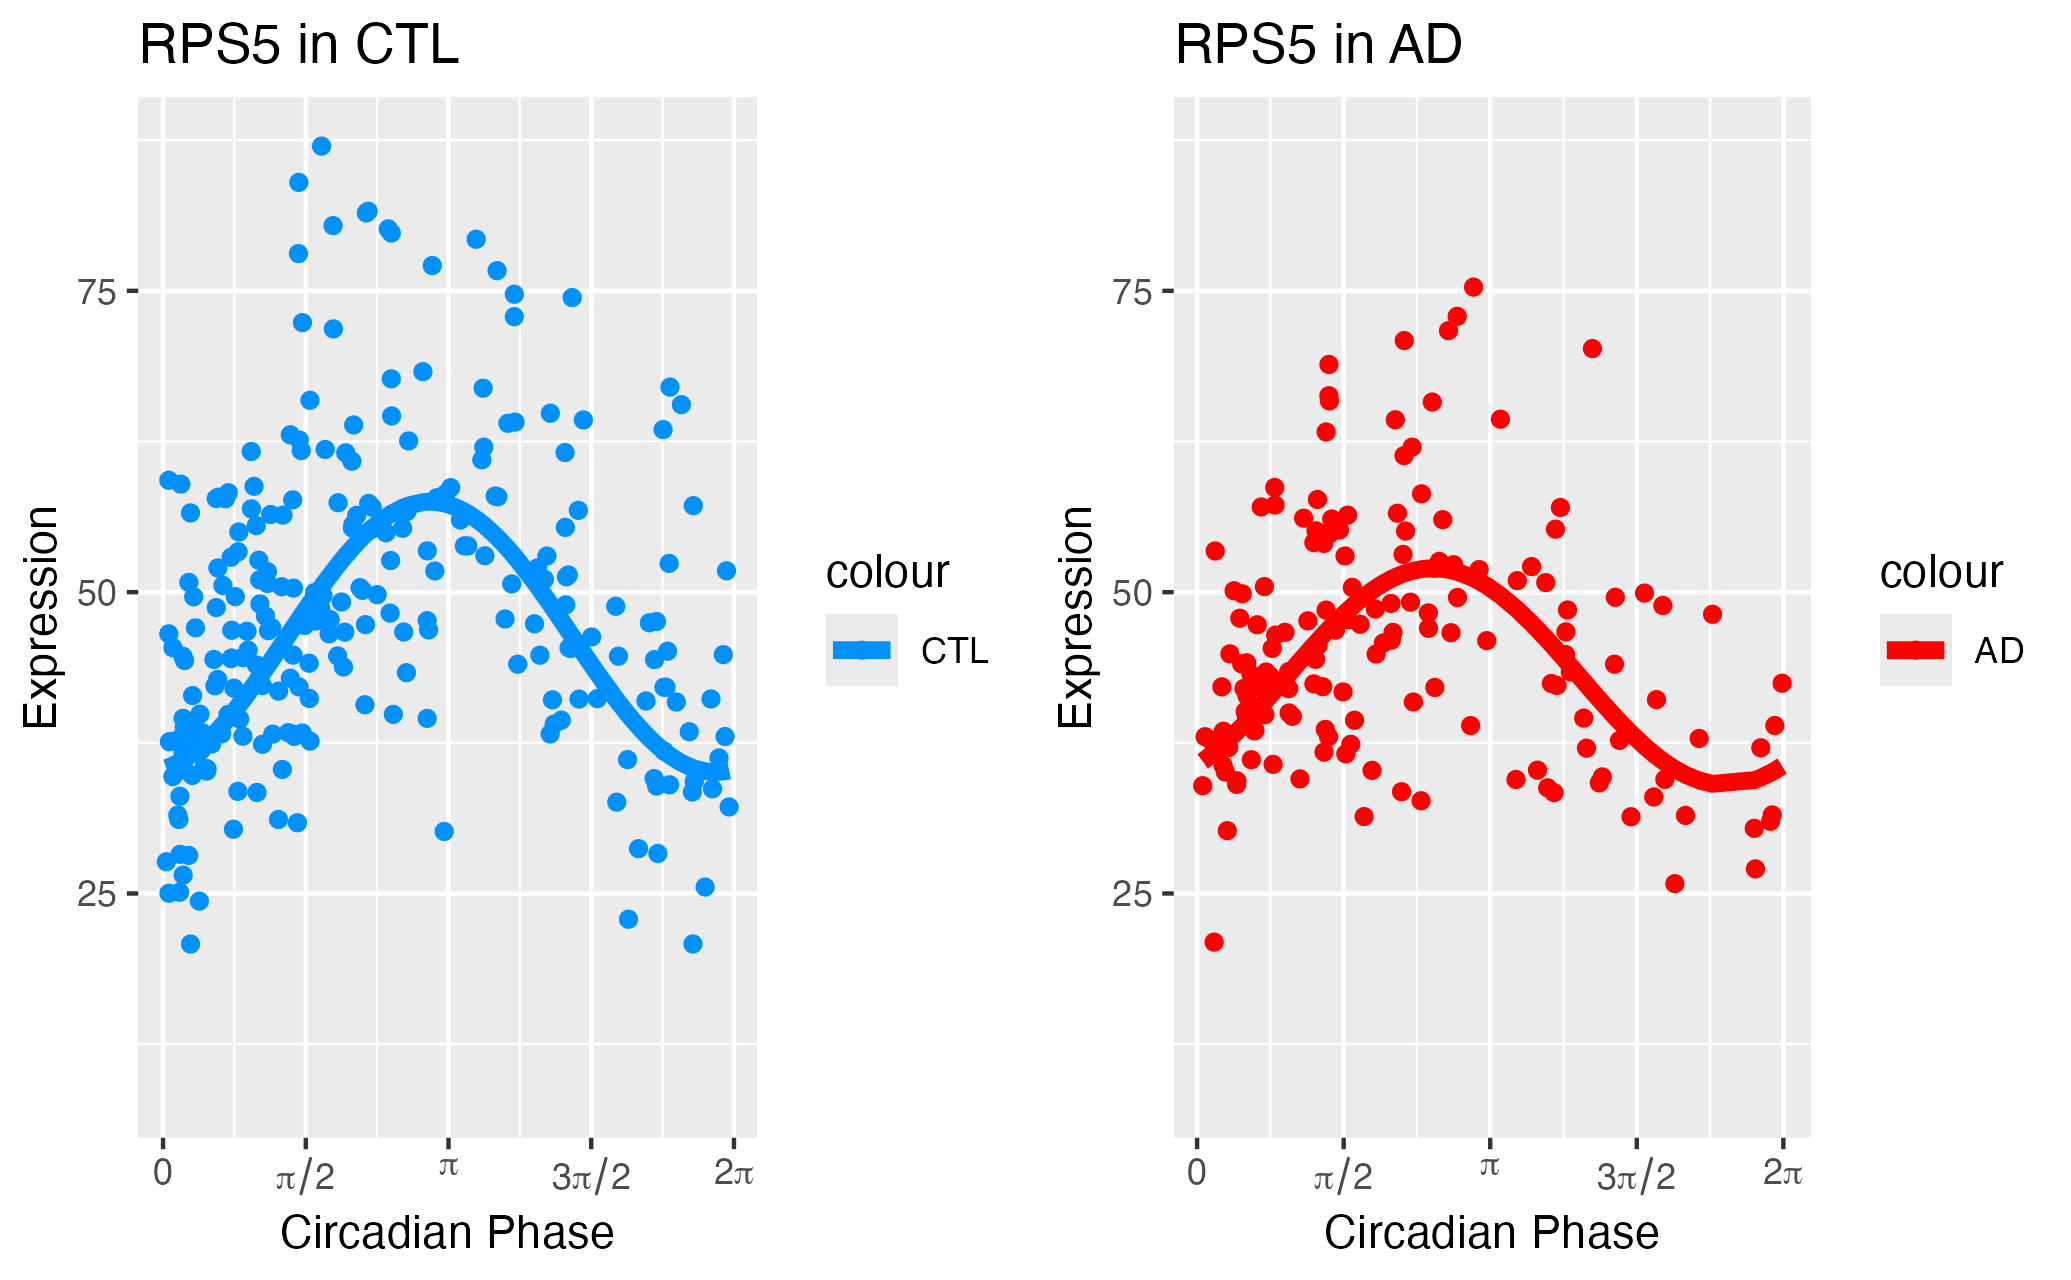 RPS5 in CTL
Expression
75
50
25
0 π/2 π 3π/2 2π
Circadian Phase
colour
CTL
RPS5 in AD
Expression
75
50
25
0 π/2 π 3π/2 2π
Circadian Phase
colour
AD